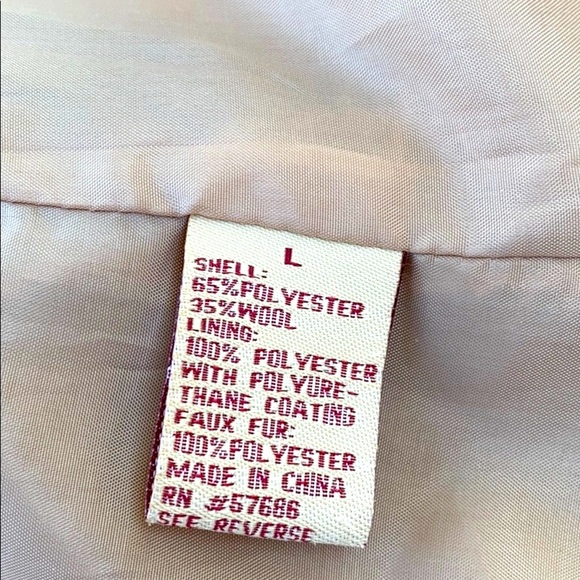 L
SHELL:
65%POLYESTER
35%WOOL
LINING:
100% POLYESTER
WITH POLYURE-
THANE COATING
FAUX FUR:
100%POLYESTER
MADE IN CHINA
RN #57686
SEE REVERSE